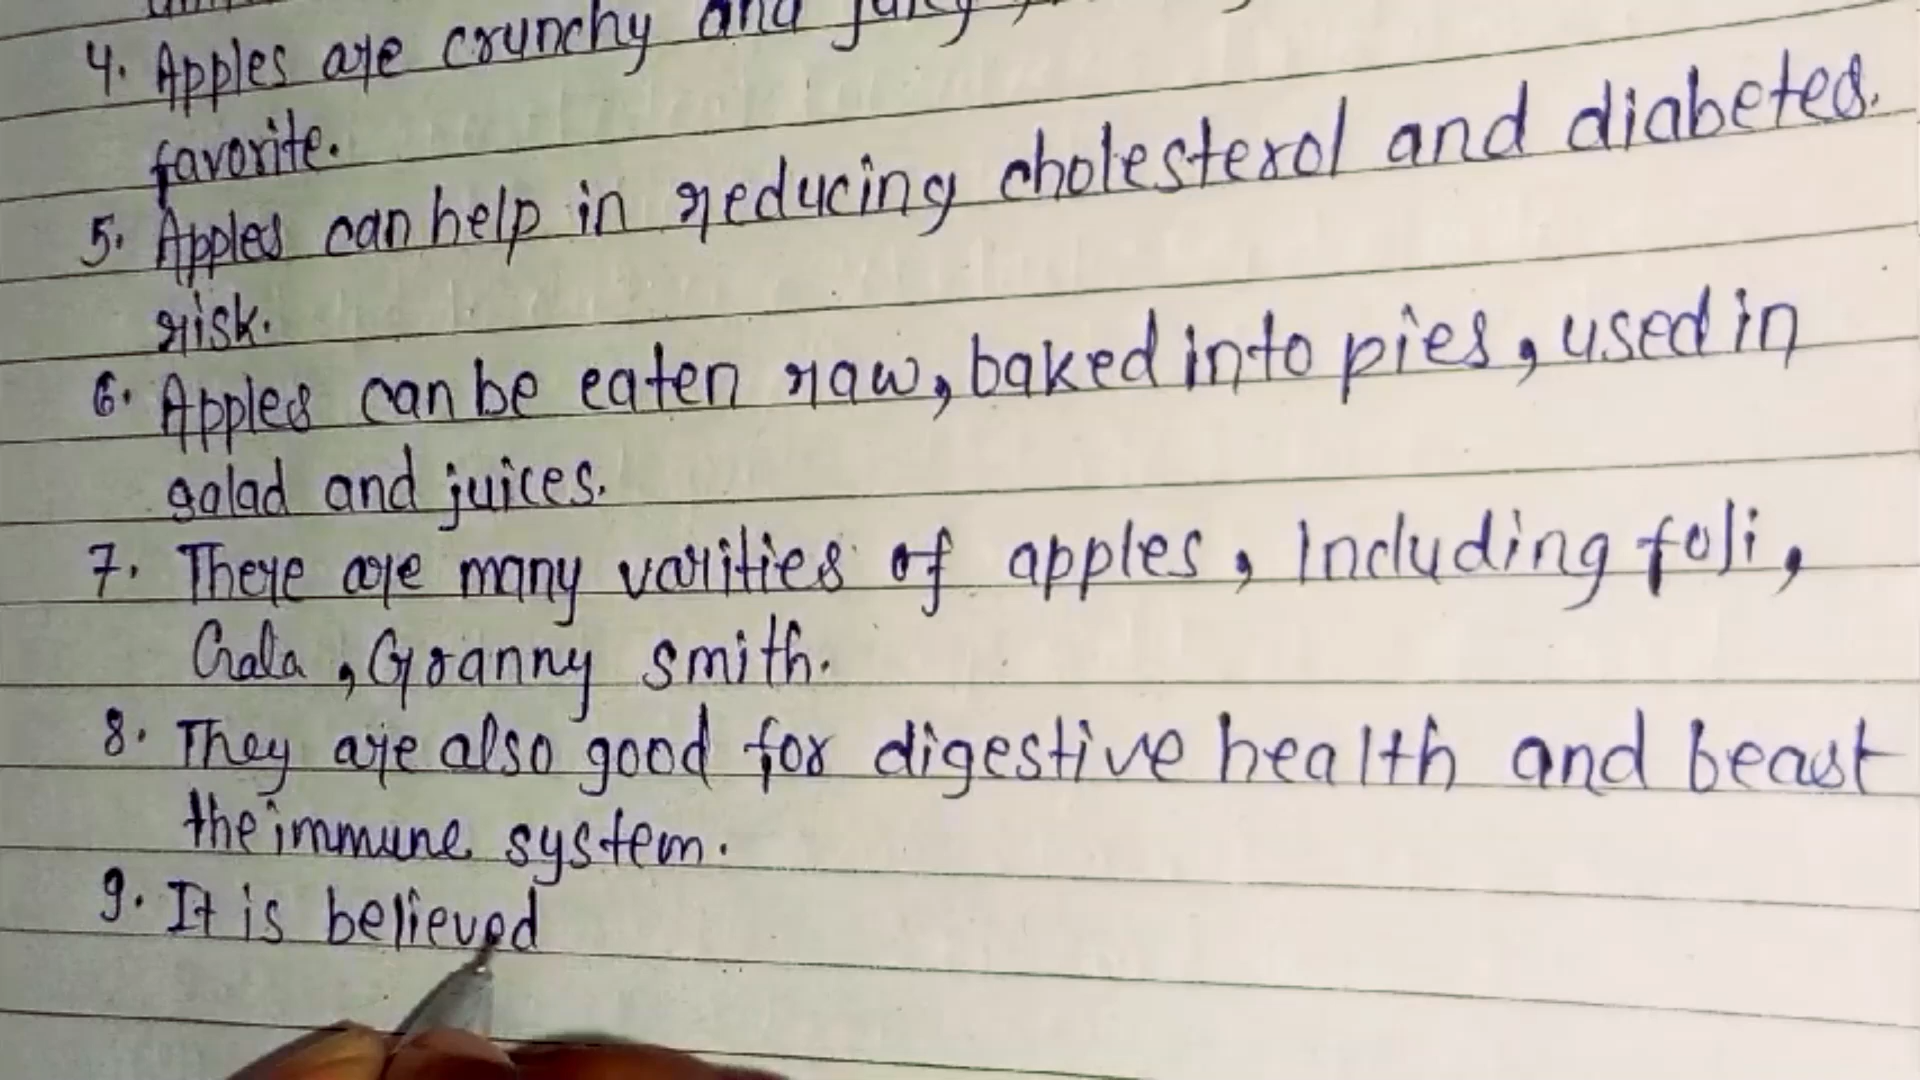 4. Apples are crunchy and juicy,
favorite.
5. Apples can help in reducing cholesterol and diabetes.
risk.
6. Apples can be eaten raw, baked into pies, used in
salad and juices.
7. There are many varities of apples, Including foji,
Gala, Granny smith.
8. They are also good for digestive health and beast
the immune system.
9. It is believed